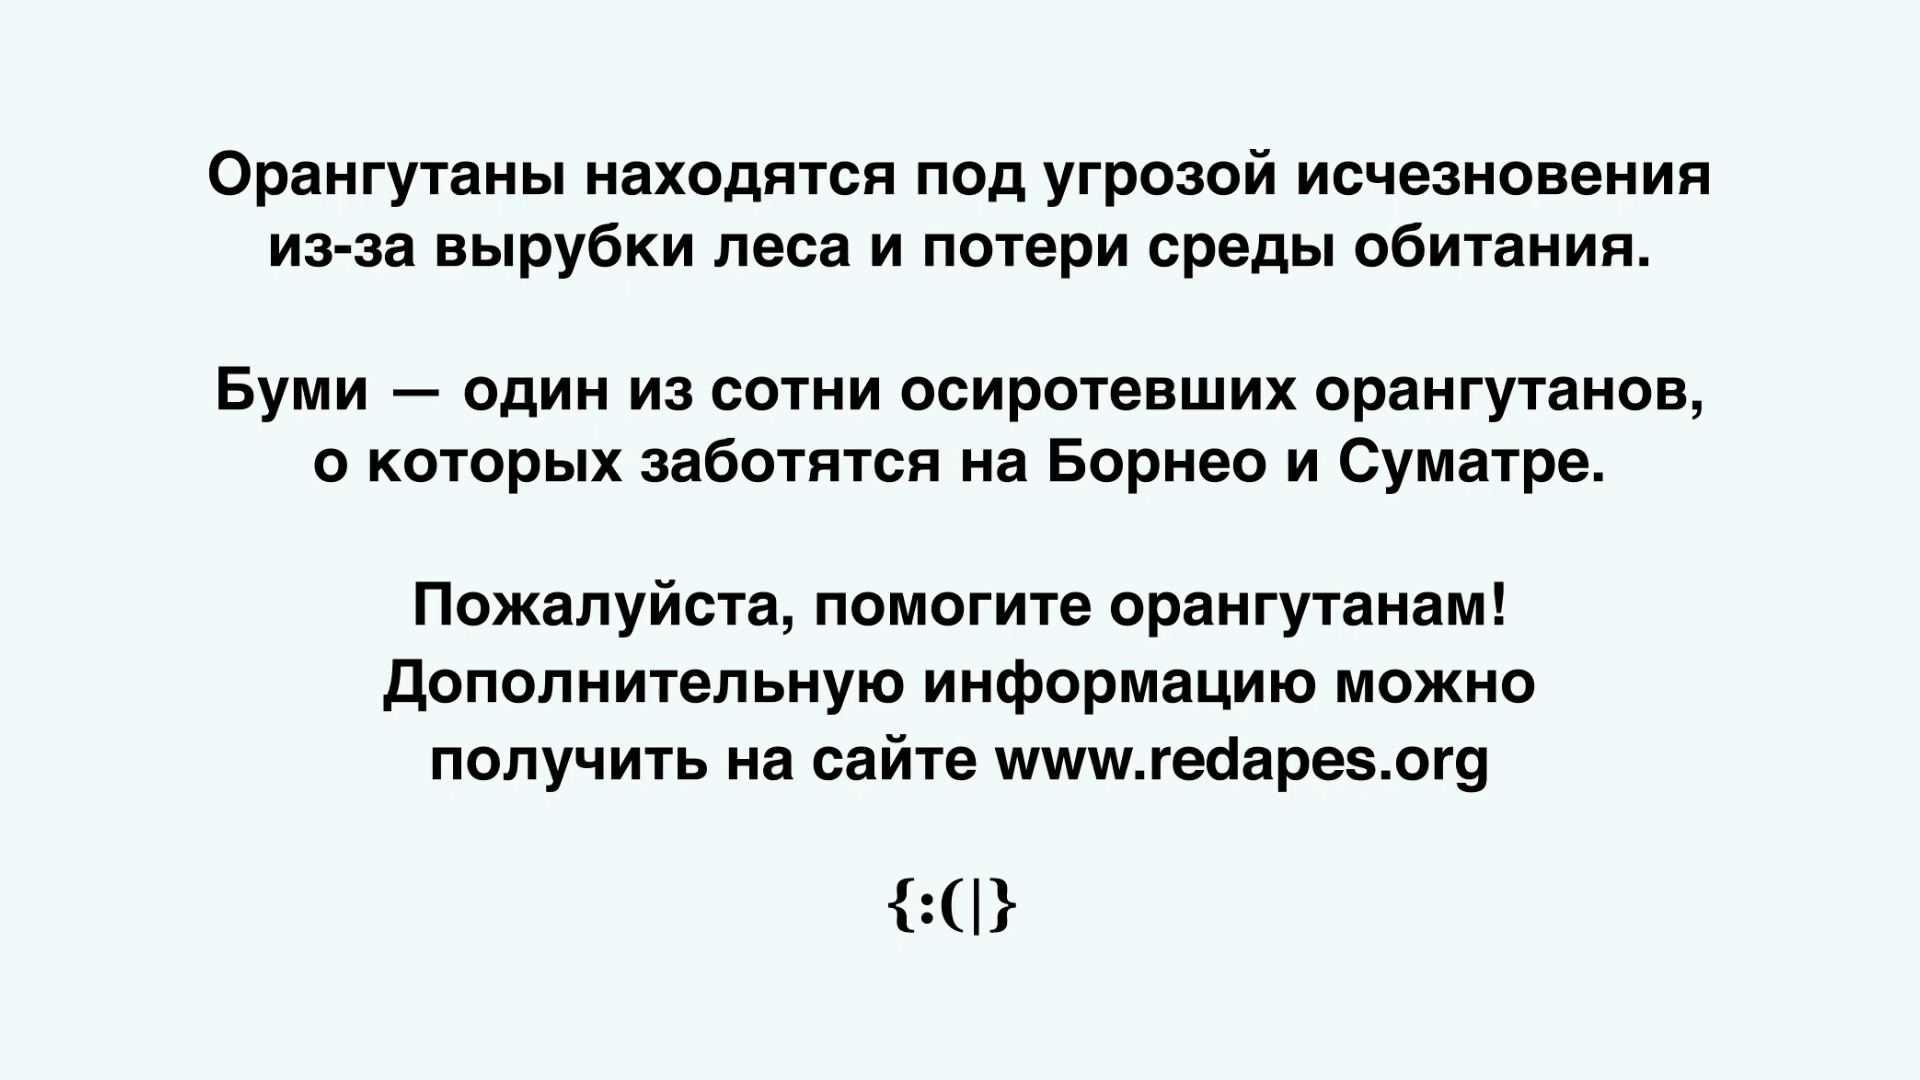 Орангутаны находятся под угрозой исчезновения
из-за вырубки леса и потери среды обитания.
Буми — один из сотни осиротевших орангутанов,
о которых заботятся на Борнео и Суматре.
Пожалуйста, помогите орангутанам!
Дополнительную информацию можно
получить на сайте www.redapes.org
{:(|}